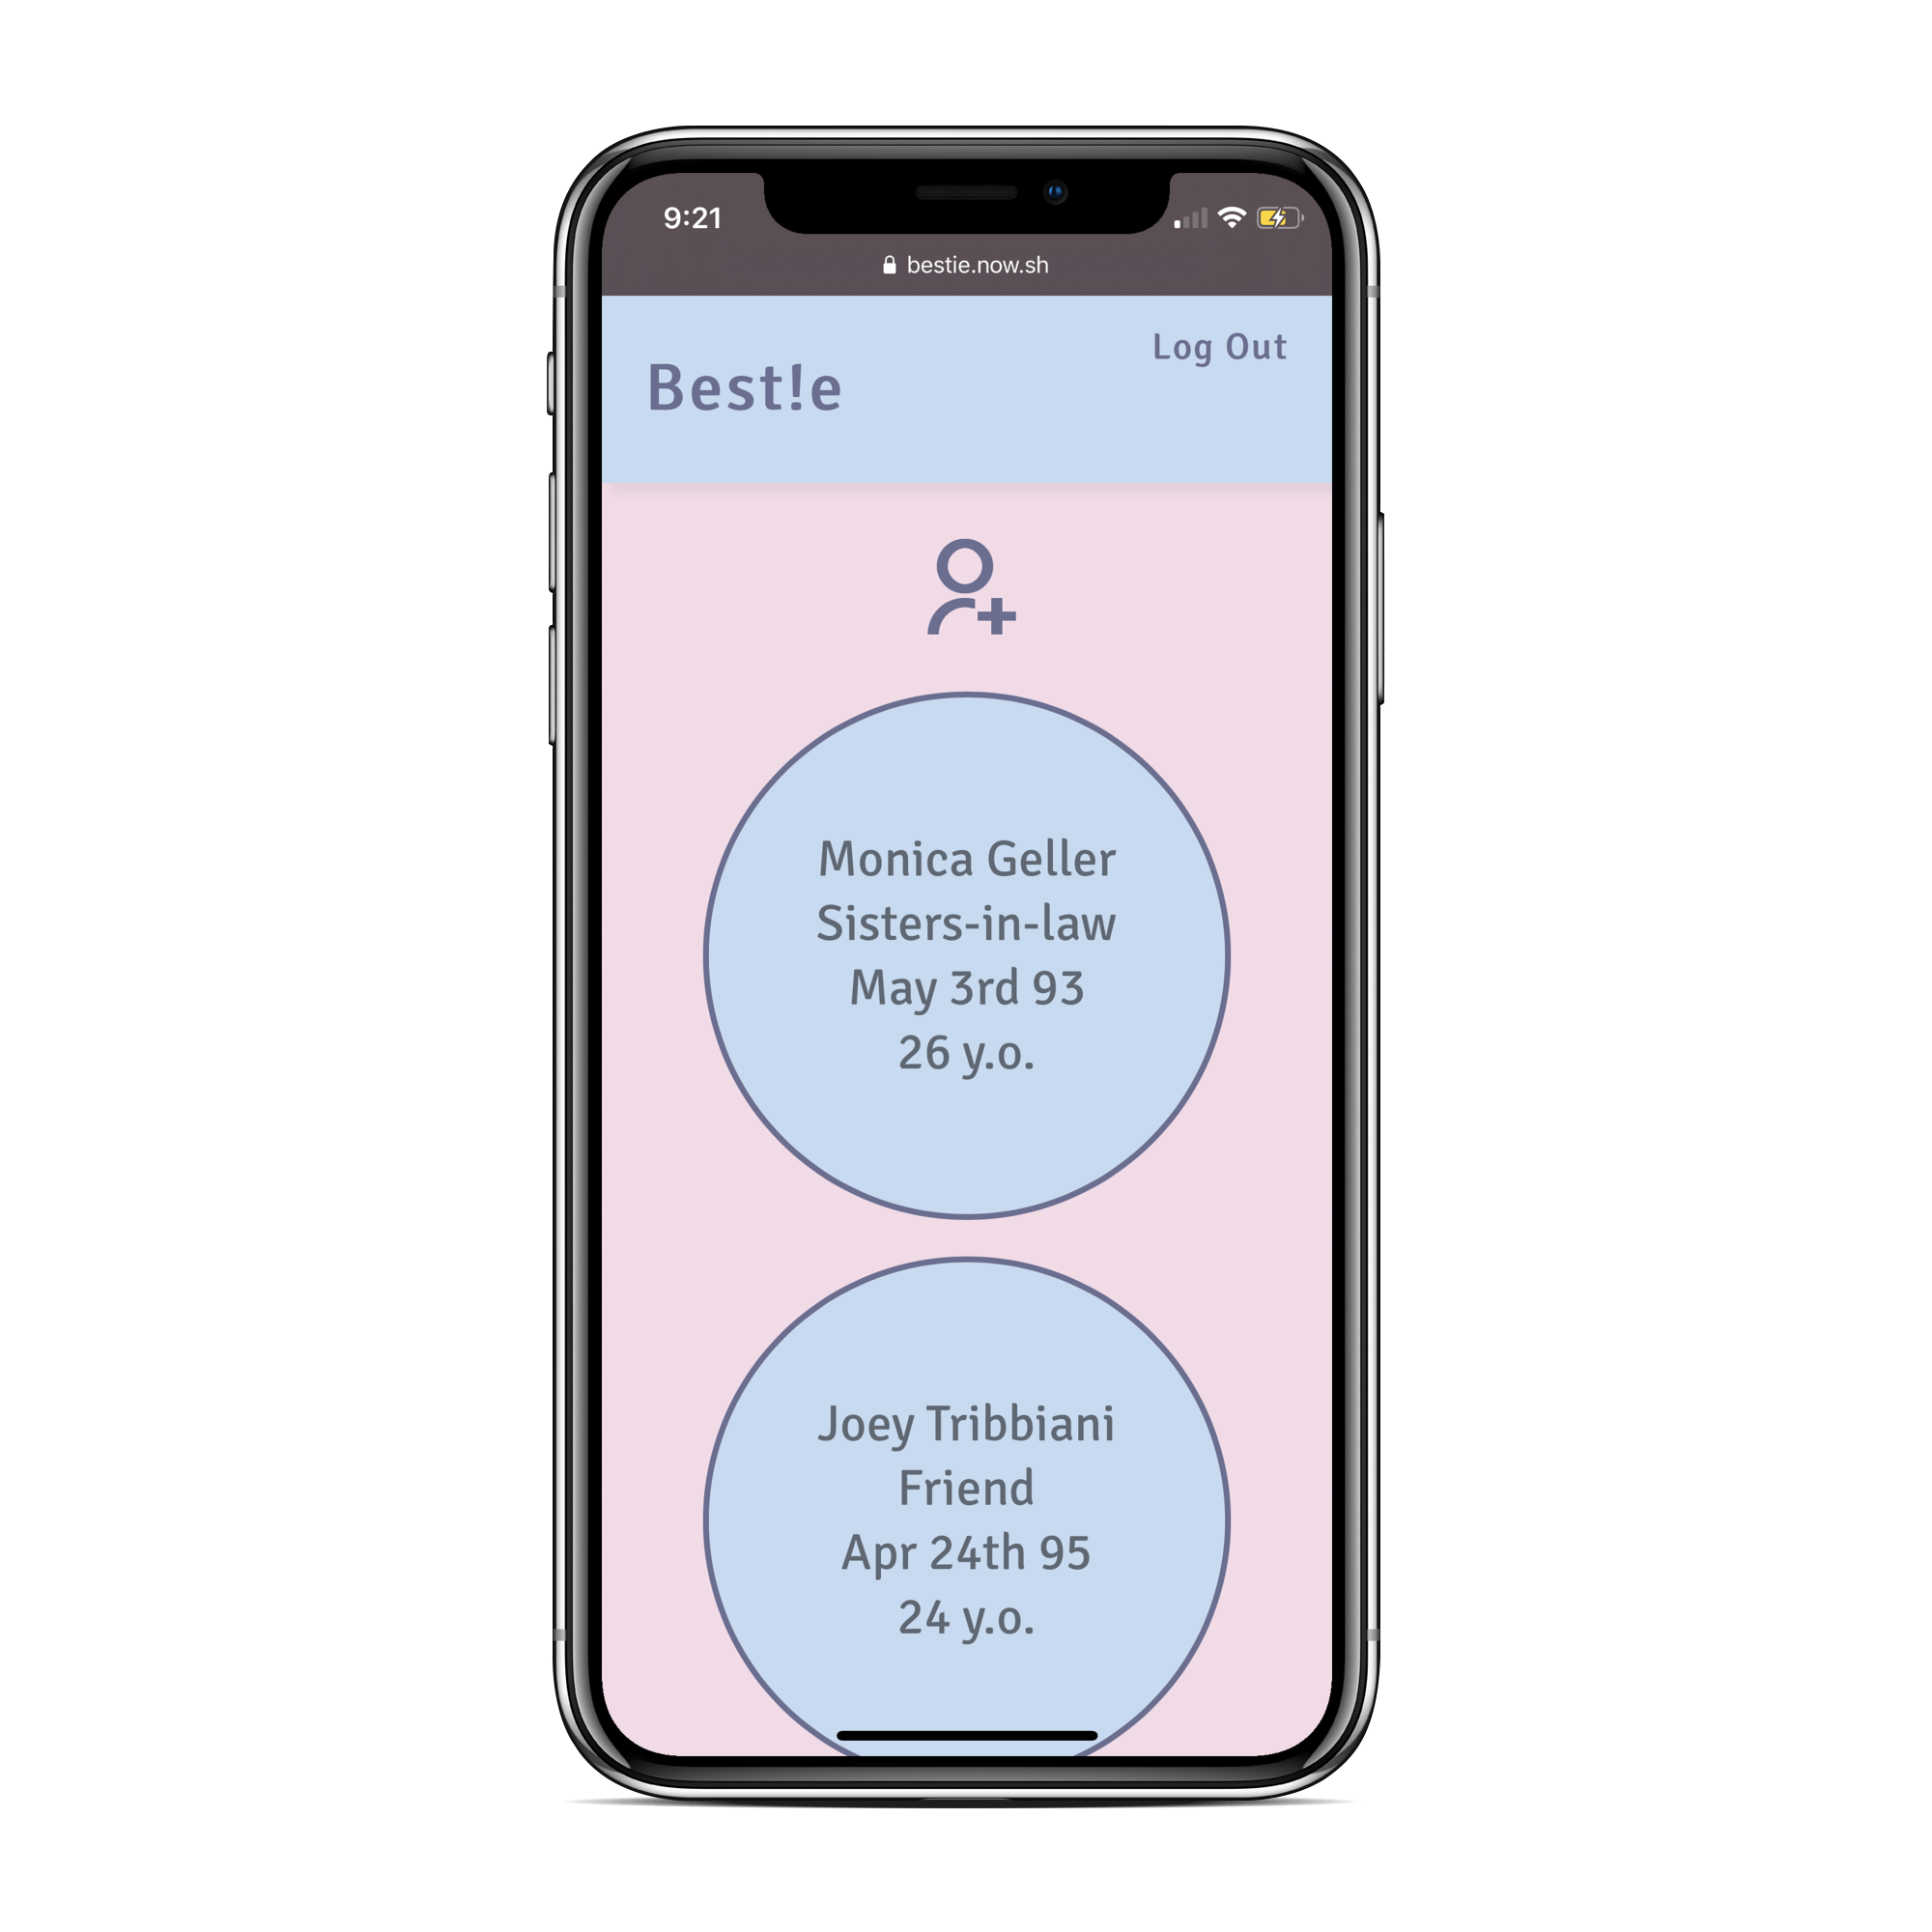 9:21
bestie.now.sh
Log Out
Best!e
Monica Geller
Sisters-in-law
May 3rd 93
26 y.o.
Joey Tribbiani
Friend
Apr 24th 95
24 y.o.